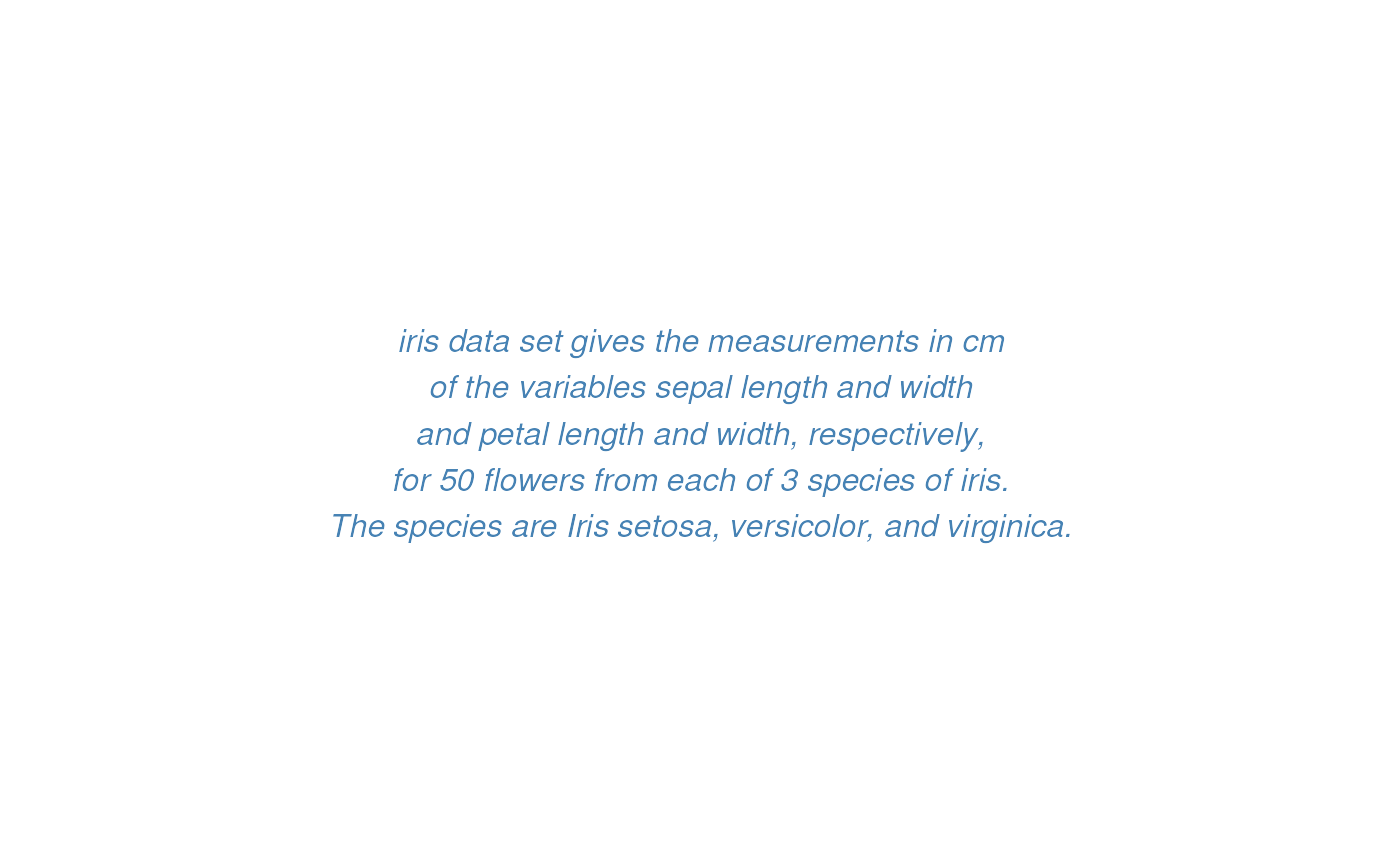 iris data set gives the measurements in cm
of the variables sepal length and width
and petal length and width, respectively,
for 50 flowers from each of 3 species of iris.
The species are Iris setosa, versicolor, and virginica.